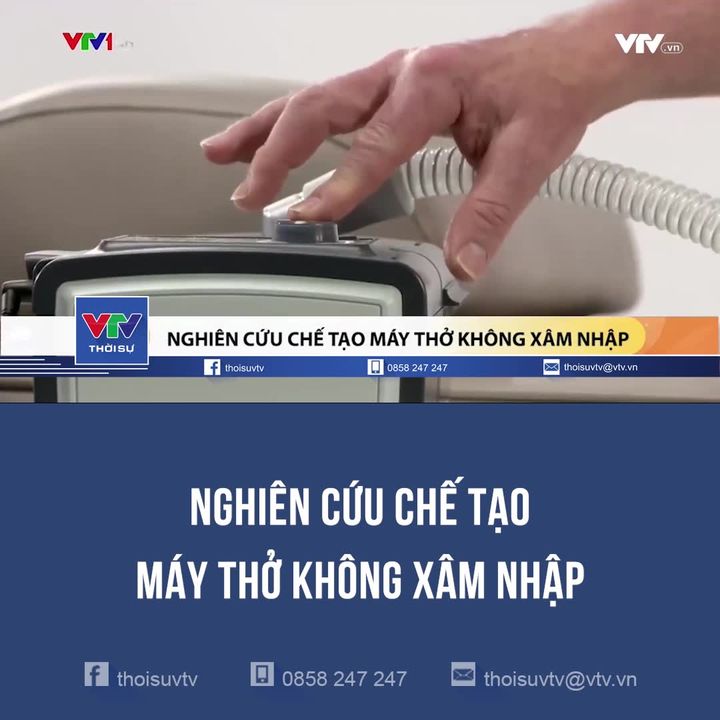 VTV1
VTV.vn
VTV
THỜI SỰ
NGHIÊN CỨU CHẾ TẠO MÁY THỞ KHÔNG XÂM NHẬP
thoisuvtv
0858 247 247
thoisuvtv@vtv.vn
NGHIÊN CỨU CHẾ TẠO
MÁY THỞ KHÔNG XÂM NHẬP
thoisuvtv
0858 247 247
thoisuvtv@vtv.vn